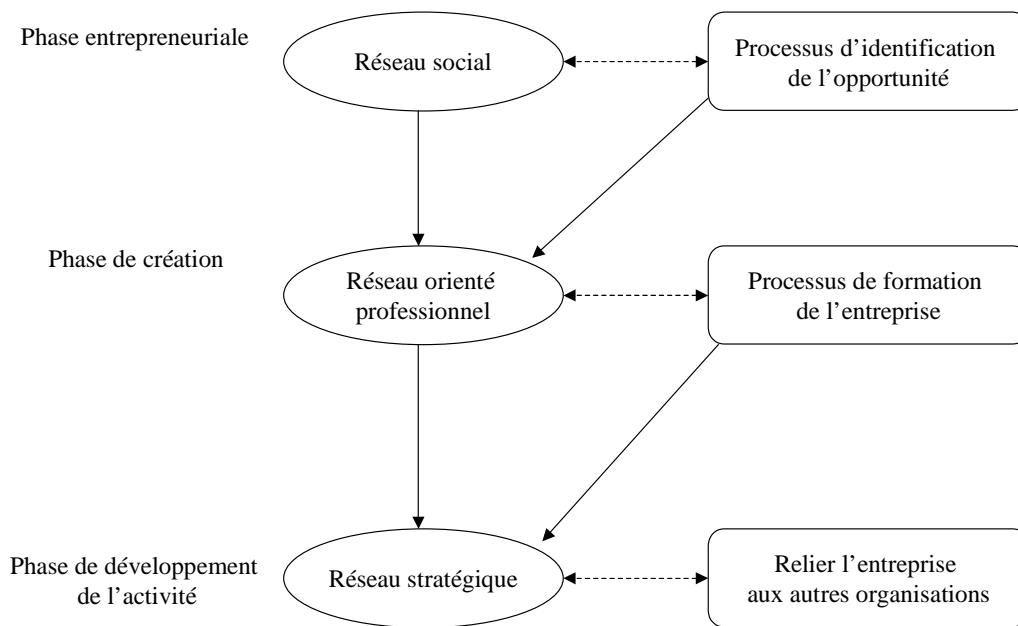 Phase entrepreneuriale
Réseau social
Processus d’identification
de l’opportunité
Phase de création
Réseau orienté
professionnel
Processus de formation
de l’entreprise
Phase de développement
de l’activité
Réseau stratégique
Relier l’entreprise
aux autres organisations